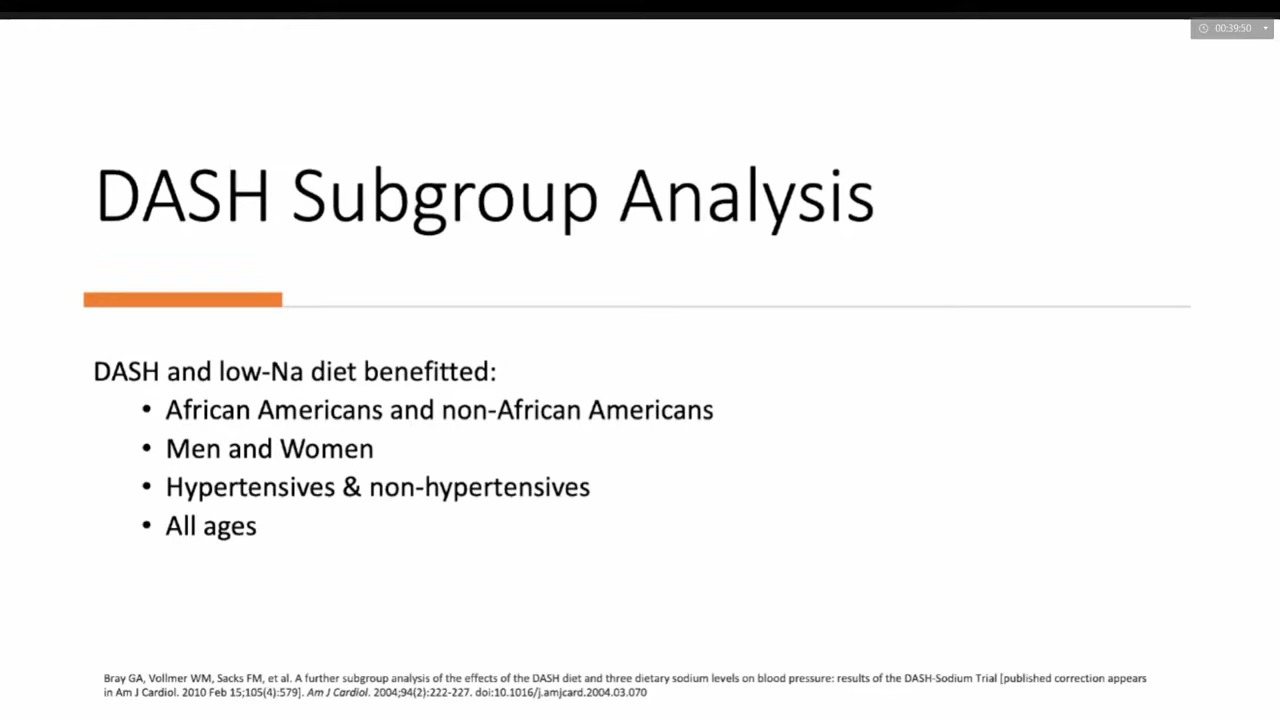 00:39:50
DASH Subgroup Analysis
DASH and low-Na diet benefitted:
• African Americans and non-African Americans
• Men and Women
• Hypertensives & non-hypertensives
• All ages
Bray GA, Vollmer WM, Sacks FM, et al. A further subgroup analysis of the effects of the DASH diet and three dietary sodium levels on blood pressure: results of the DASH-Sodium Trial [published correction appears
in Am J Cardiol. 2010 Feb 15;105(4):579]. Am J Cardiol. 2004;94(2):222-227. doi:10.1016/j.amjcard.2004.03.070